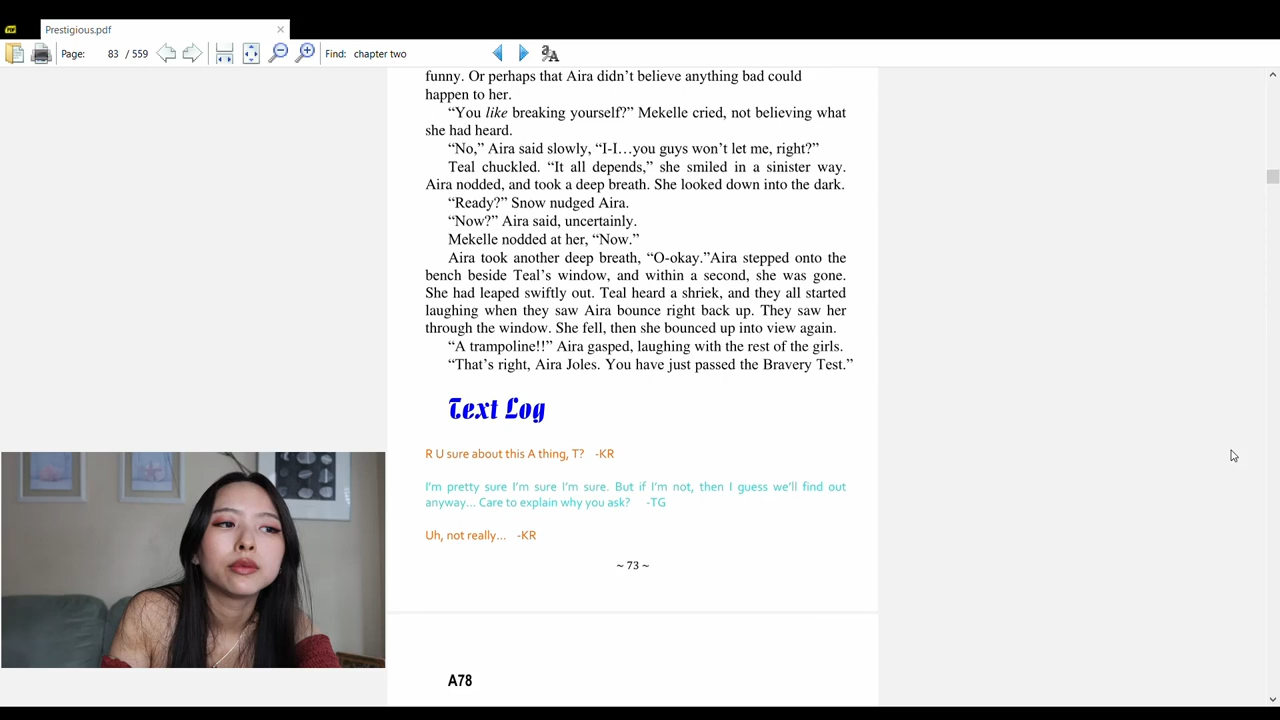 Prestigious.pdf
Page: 83 / 559 Find: chapter two
funny. Or perhaps that Aira didn’t believe anything bad could
happen to her.
“You like breaking yourself?” Mekelle cried, not believing what
she had heard.
“No,” Aira said slowly, “I-I…you guys won’t let me, right?”
Teal chuckled. “It all depends,” she smiled in a sinister way.
Aira nodded, and took a deep breath. She looked down into the dark.
“Ready?” Snow nudged Aira.
“Now?” Aira said, uncertainly.
Mekelle nodded at her, “Now.”
Aira took another deep breath, “O-okay.”Aira stepped onto the
bench beside Teal’s window, and within a second, she was gone.
She had leaped swiftly out. Teal heard a shriek, and they all started
laughing when they saw Aira bounce right back up. They saw her
through the window. She fell, then she bounced up into view again.
“A trampoline!!” Aira gasped, laughing with the rest of the girls.
“That’s right, Aira Joles. You have just passed the Bravery Test.”
Text Log
R U sure about this A thing, T? -KR
I’m pretty sure I’m sure I’m sure. But if I’m not, then I guess we’ll find out
anyway… Care to explain why you ask? -TG
Uh, not really… -KR
~ 73 ~
A78